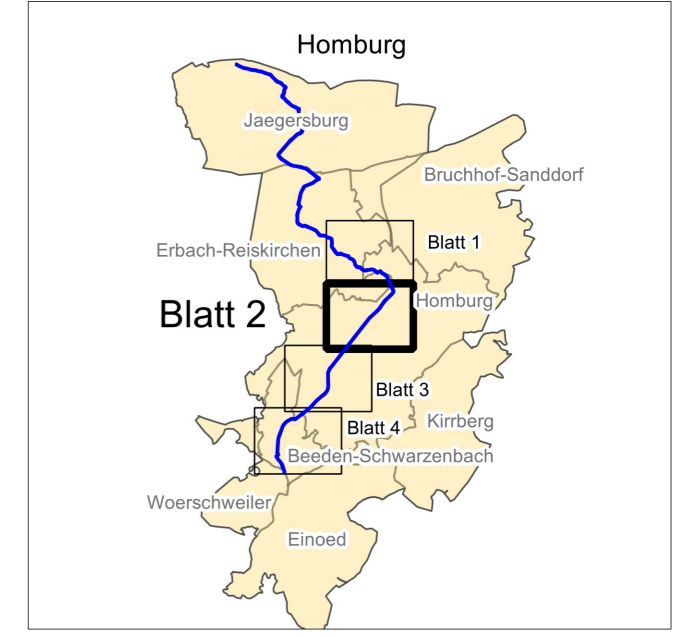 Homburg
Jaegersburg
Bruchhof-Sanddorf
Blatt 1
Erbach-Reiskirchen
Homburg
Blatt 2
Blatt 3
Kirrberg
Blatt 4
Beeden-Schwarzenbach
Woerschweiler
Einoed